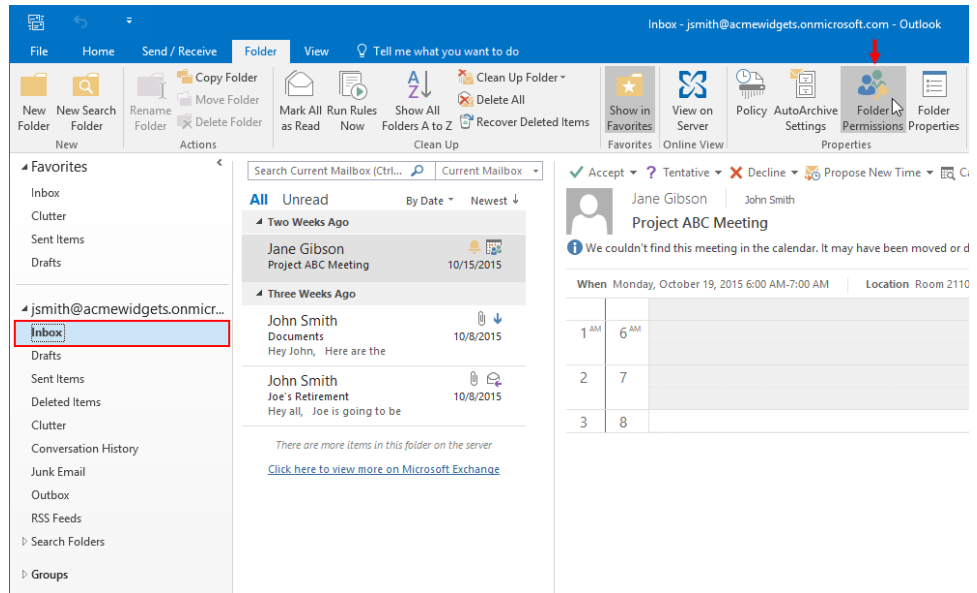 Inbox - jsmith@acmewidgets.onmicrosoft.com - Outlook
File Home Send / Receive Folder View Tell me what you want to do
New Folder
New Search Folder
New
Rename Folder
Copy Folder
Move Folder
Delete Folder
Actions
Mark All as Read
Run Rules Now
Show All Folders A to Z
Clean Up Folder
Delete All
Recover Deleted Items
Clean Up
Show in Favorites
Favorites
View on Server
Online View
Policy
AutoArchive Settings
Folder Permissions
Folder Properties
Properties
Favorites
Inbox
Clutter
Sent Items
Drafts
jsmith@acmewidgets.onmicr...
Inbox
Drafts
Sent Items
Deleted Items
Clutter
Conversation History
Junk Email
Outbox
RSS Feeds
Search Folders
Groups
Search Current Mailbox (Ctrl... Current Mailbox
All Unread By Date Newest
Two Weeks Ago
Jane Gibson
Project ABC Meeting 10/15/2015
Three Weeks Ago
John Smith
Documents 10/8/2015
Hey John, Here are the
John Smith
Joe's Retirement 10/8/2015
Hey all, Joe is going to be
There are more items in this folder on the server
Click here to view more on Microsoft Exchange
Accept ? Tentative Decline Propose New Time Ca
Jane Gibson John Smith
Project ABC Meeting
We couldn't find this meeting in the calendar. It may have been moved or d
When Monday, October 19, 2015 6:00 AM-7:00 AM Location Room 2110
1 AM 6 AM
2 7
3 8